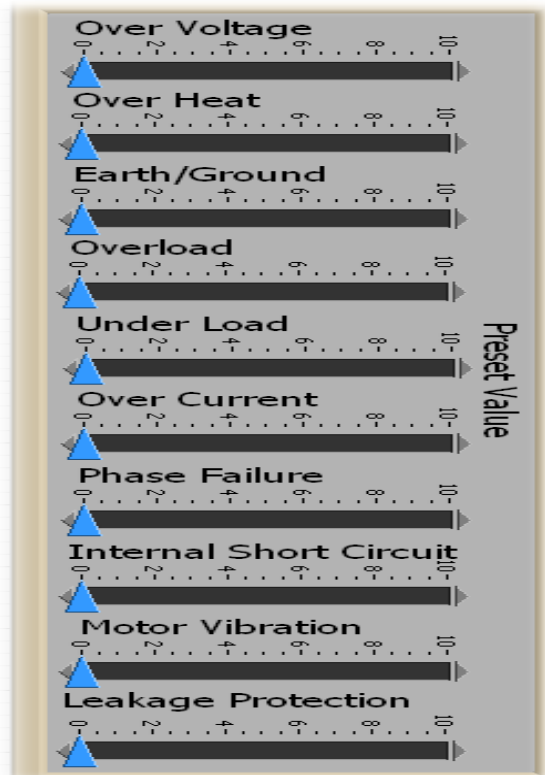 Over Voltage
0 2 4 6 8 10
Over Heat
0 2 4 6 8 10
Earth/Ground
0 2 4 6 8 10
Overload
0 2 4 6 8 10
Under Load
0 2 4 6 8 10
Over Current
0 2 4 6 8 10
Phase Failure
0 2 4 6 8 10
Internal Short Circuit
0 2 4 6 8 10
Motor Vibration
0 2 4 6 8 10
Leakage Protection
0 2 4 6 8 10
Preset Value